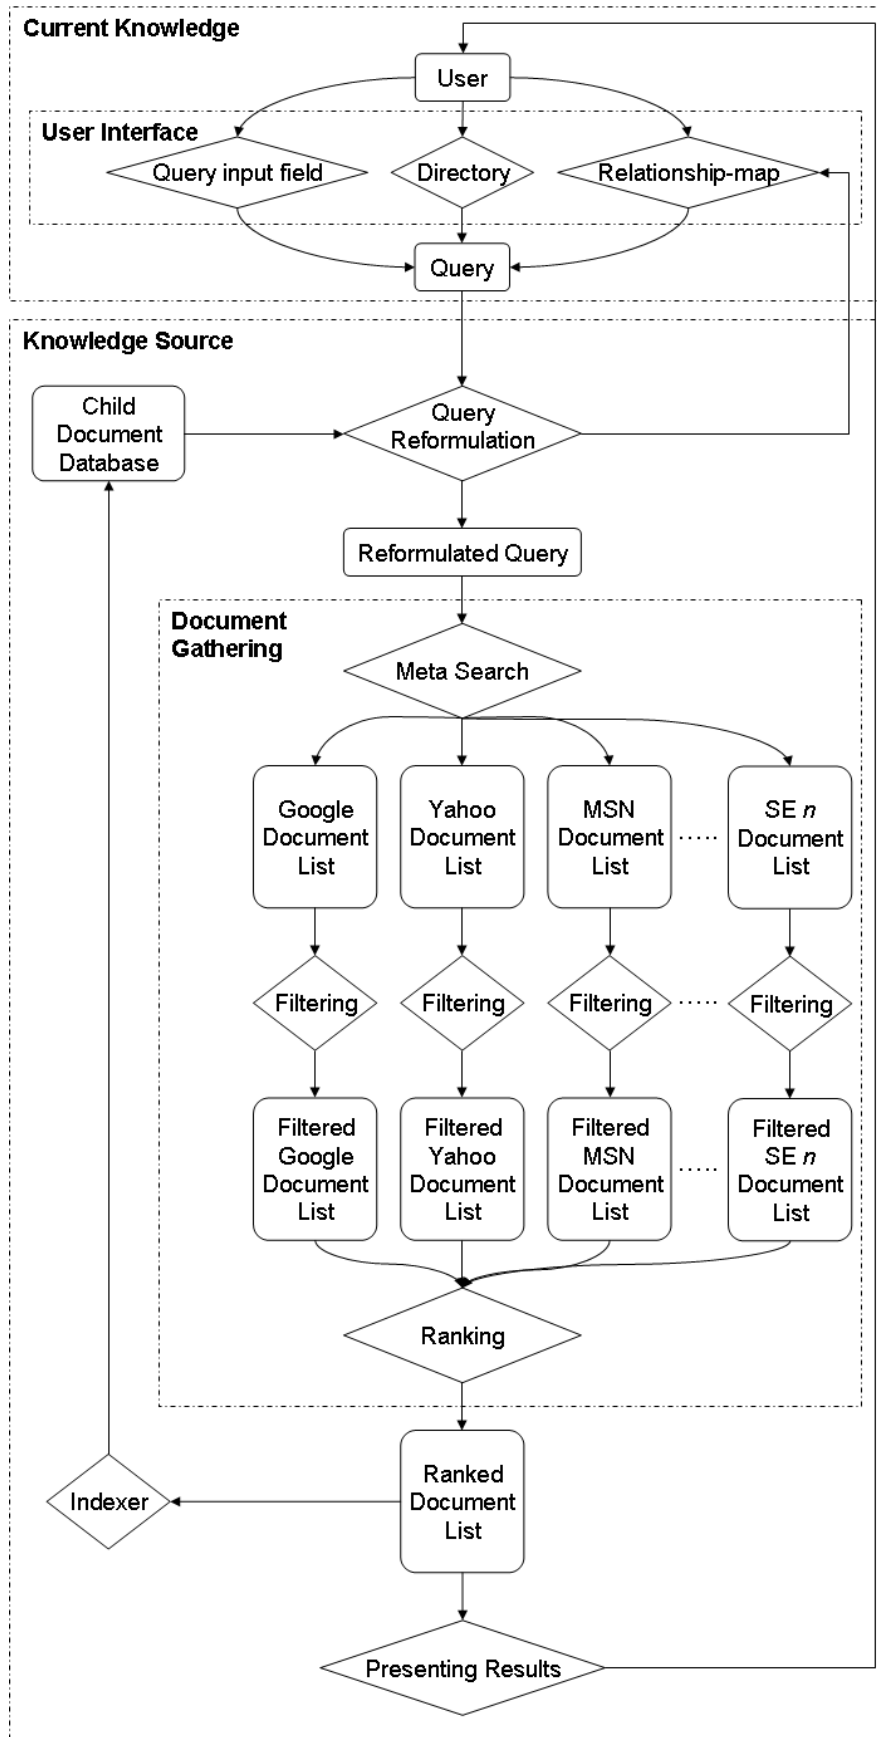 Current Knowledge
User
User Interface
Query input field
Directory
Relationship-map
Query
Knowledge Source
Child
Document
Database
Query
Reformulation
Reformulated Query
Document
Gathering
Meta Search
Google
Document
List
Yahoo
Document
List
MSN
Document
List
.....
SE n
Document
List
Filtering
Filtering
Filtering
.....
Filtering
Filtered
Google
Document
List
Filtered
Yahoo
Document
List
Filtered
MSN
Document
List
.....
Filtered
SE n
Document
List
Ranking
Ranked
Document
List
Indexer
Presenting Results